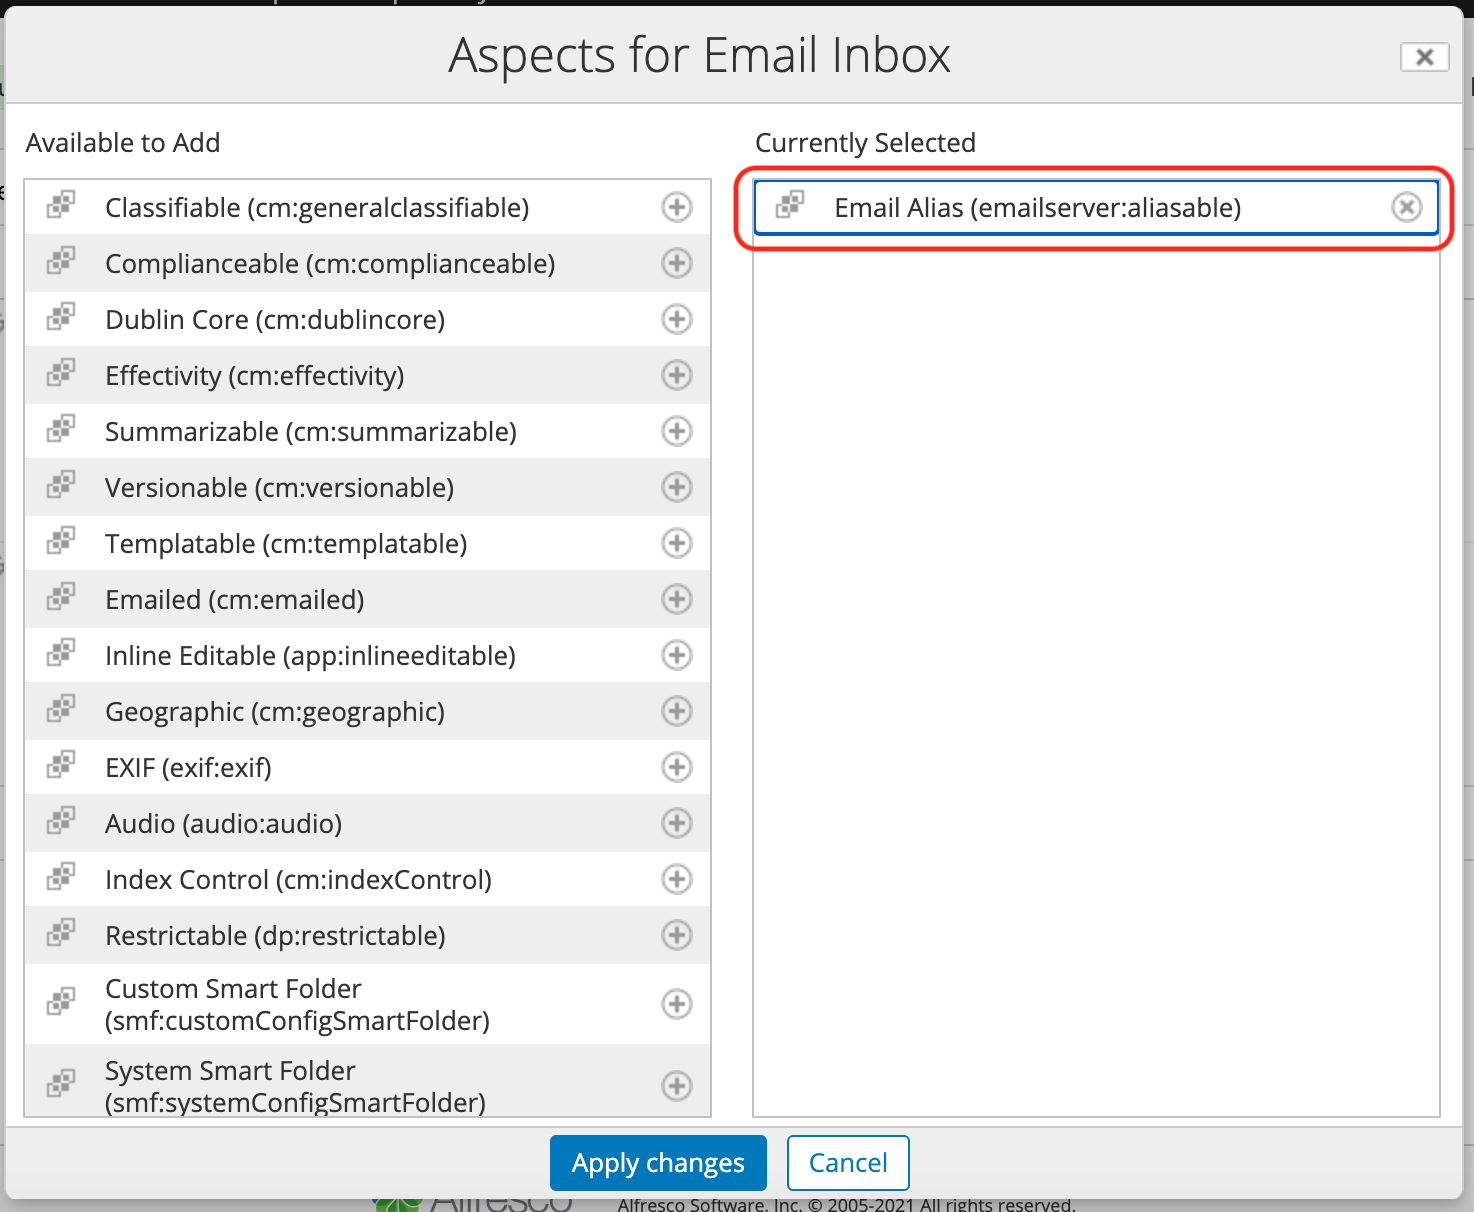 Aspects for Email Inbox
Available to Add
Currently Selected
Classifiable (cm:generalclassifiable)
Email Alias (emailserver:aliasable)
Complianceable (cm:complianceable)
Dublin Core (cm:dublincore)
Effectivity (cm:effectivity)
Summarizable (cm:summarizable)
Versionable (cm:versionable)
Templatable (cm:templatable)
Emailed (cm:emailed)
Inline Editable (app:inlineeditable)
Geographic (cm:geographic)
EXIF (exif:exif)
Audio (audio:audio)
Index Control (cm:indexControl)
Restrictable (dp:restrictable)
Custom Smart Folder
(smf:customConfigSmartFolder)
System Smart Folder
(smf:systemConfigSmartFolder)
Apply changes
Cancel
Alfresco
Alfresco Software, Inc. © 2005-2021 All rights reserved.